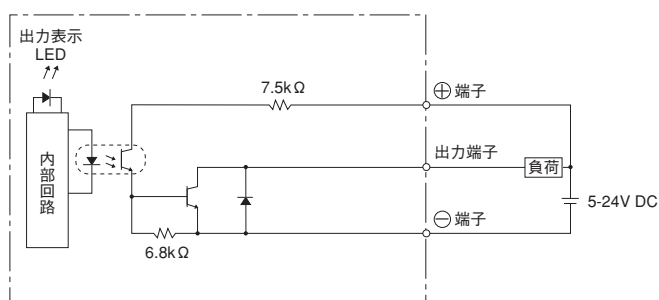 出力表示
LED
7.5kΩ
⊕端子
内部回路
出力端子
負荷
5-24V DC
⊖端子
6.8kΩ